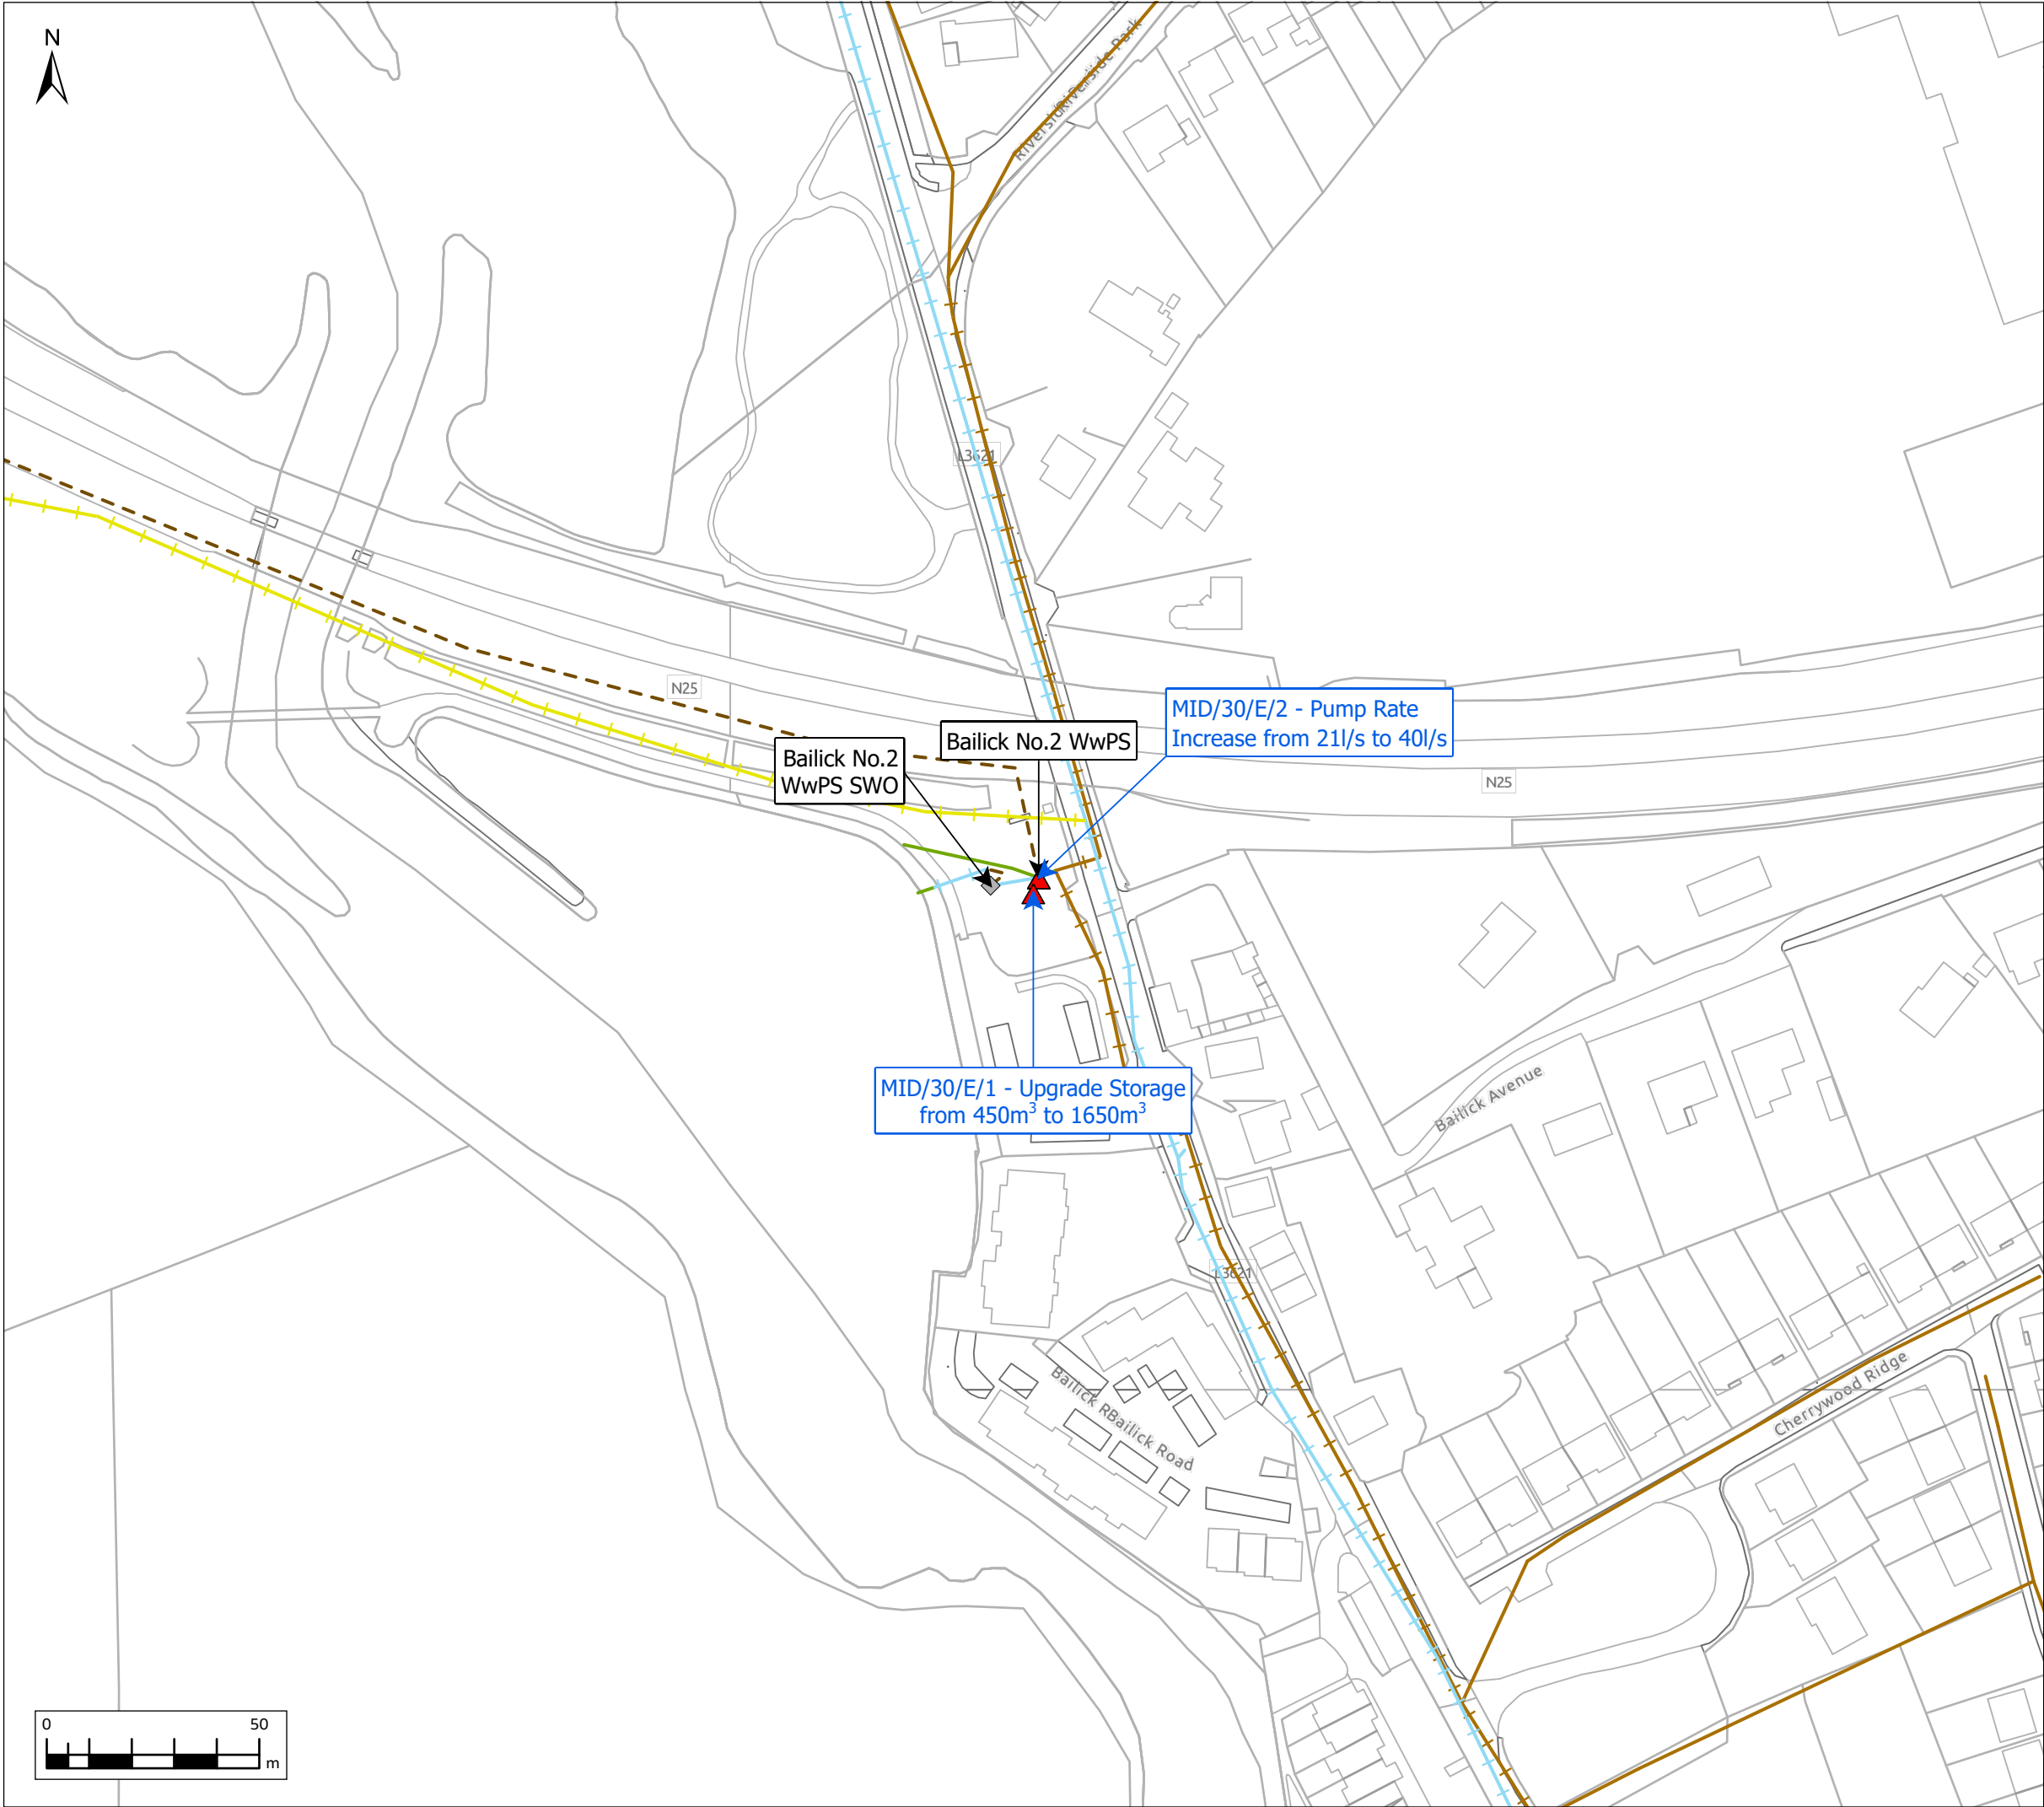 N
Riverside Park
L3621
N25
MID/30/E/2 - Pump Rate
Increase from 21l/s to 40l/s
Bailick No.2 WwPS
Bailick No.2
WwPS SWO
N25
MID/30/E/1 - Upgrade Storage
from 450m³ to 1650m³
Bailick Avenue
L3621
Cherrywood Ridge
Bailick Road
0 50
m